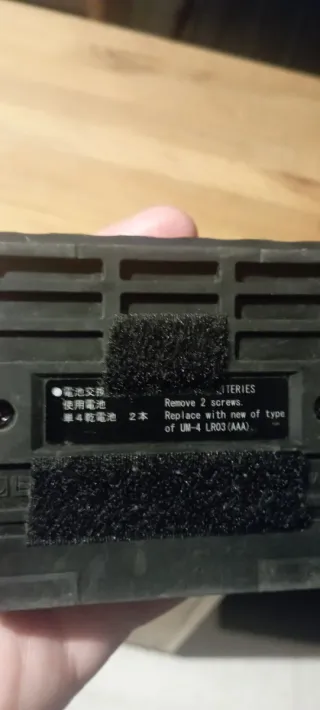 ●電池交換
使用電池
単4乾電池 2本
TERIES
Remove 2 screws.
Replace with new of type
of UM-4 LR03(AAA).